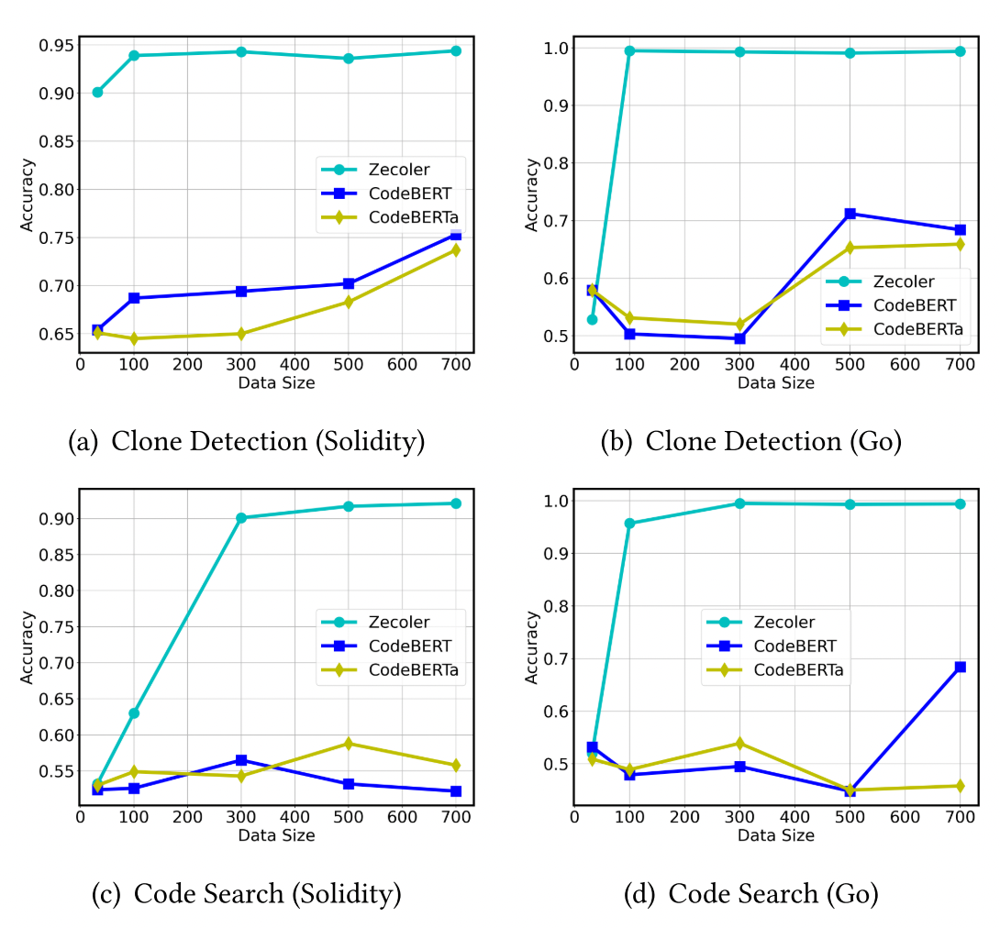 0.95
0.90
0.85
0.80
0.75
0.70
0.65
Accuracy
Zecoler
CodeBERT
CodeBERTa
0 100 200 300 400 500 600 700
Data Size
(a) Clone Detection (Solidity)
1.0
0.9
0.8
0.7
0.6
0.5
Accuracy
Zecoler
CodeBERT
CodeBERTa
0 100 200 300 400 500 600 700
Data Size
(b) Clone Detection (Go)
0.90
0.85
0.80
0.75
0.70
0.65
0.60
0.55
Accuracy
Zecoler
CodeBERT
CodeBERTa
0 100 200 300 400 500 600 700
Data Size
(c) Code Search (Solidity)
1.0
0.9
0.8
0.7
0.6
0.5
Accuracy
Zecoler
CodeBERT
CodeBERTa
0 100 200 300 400 500 600 700
Data Size
(d) Code Search (Go)